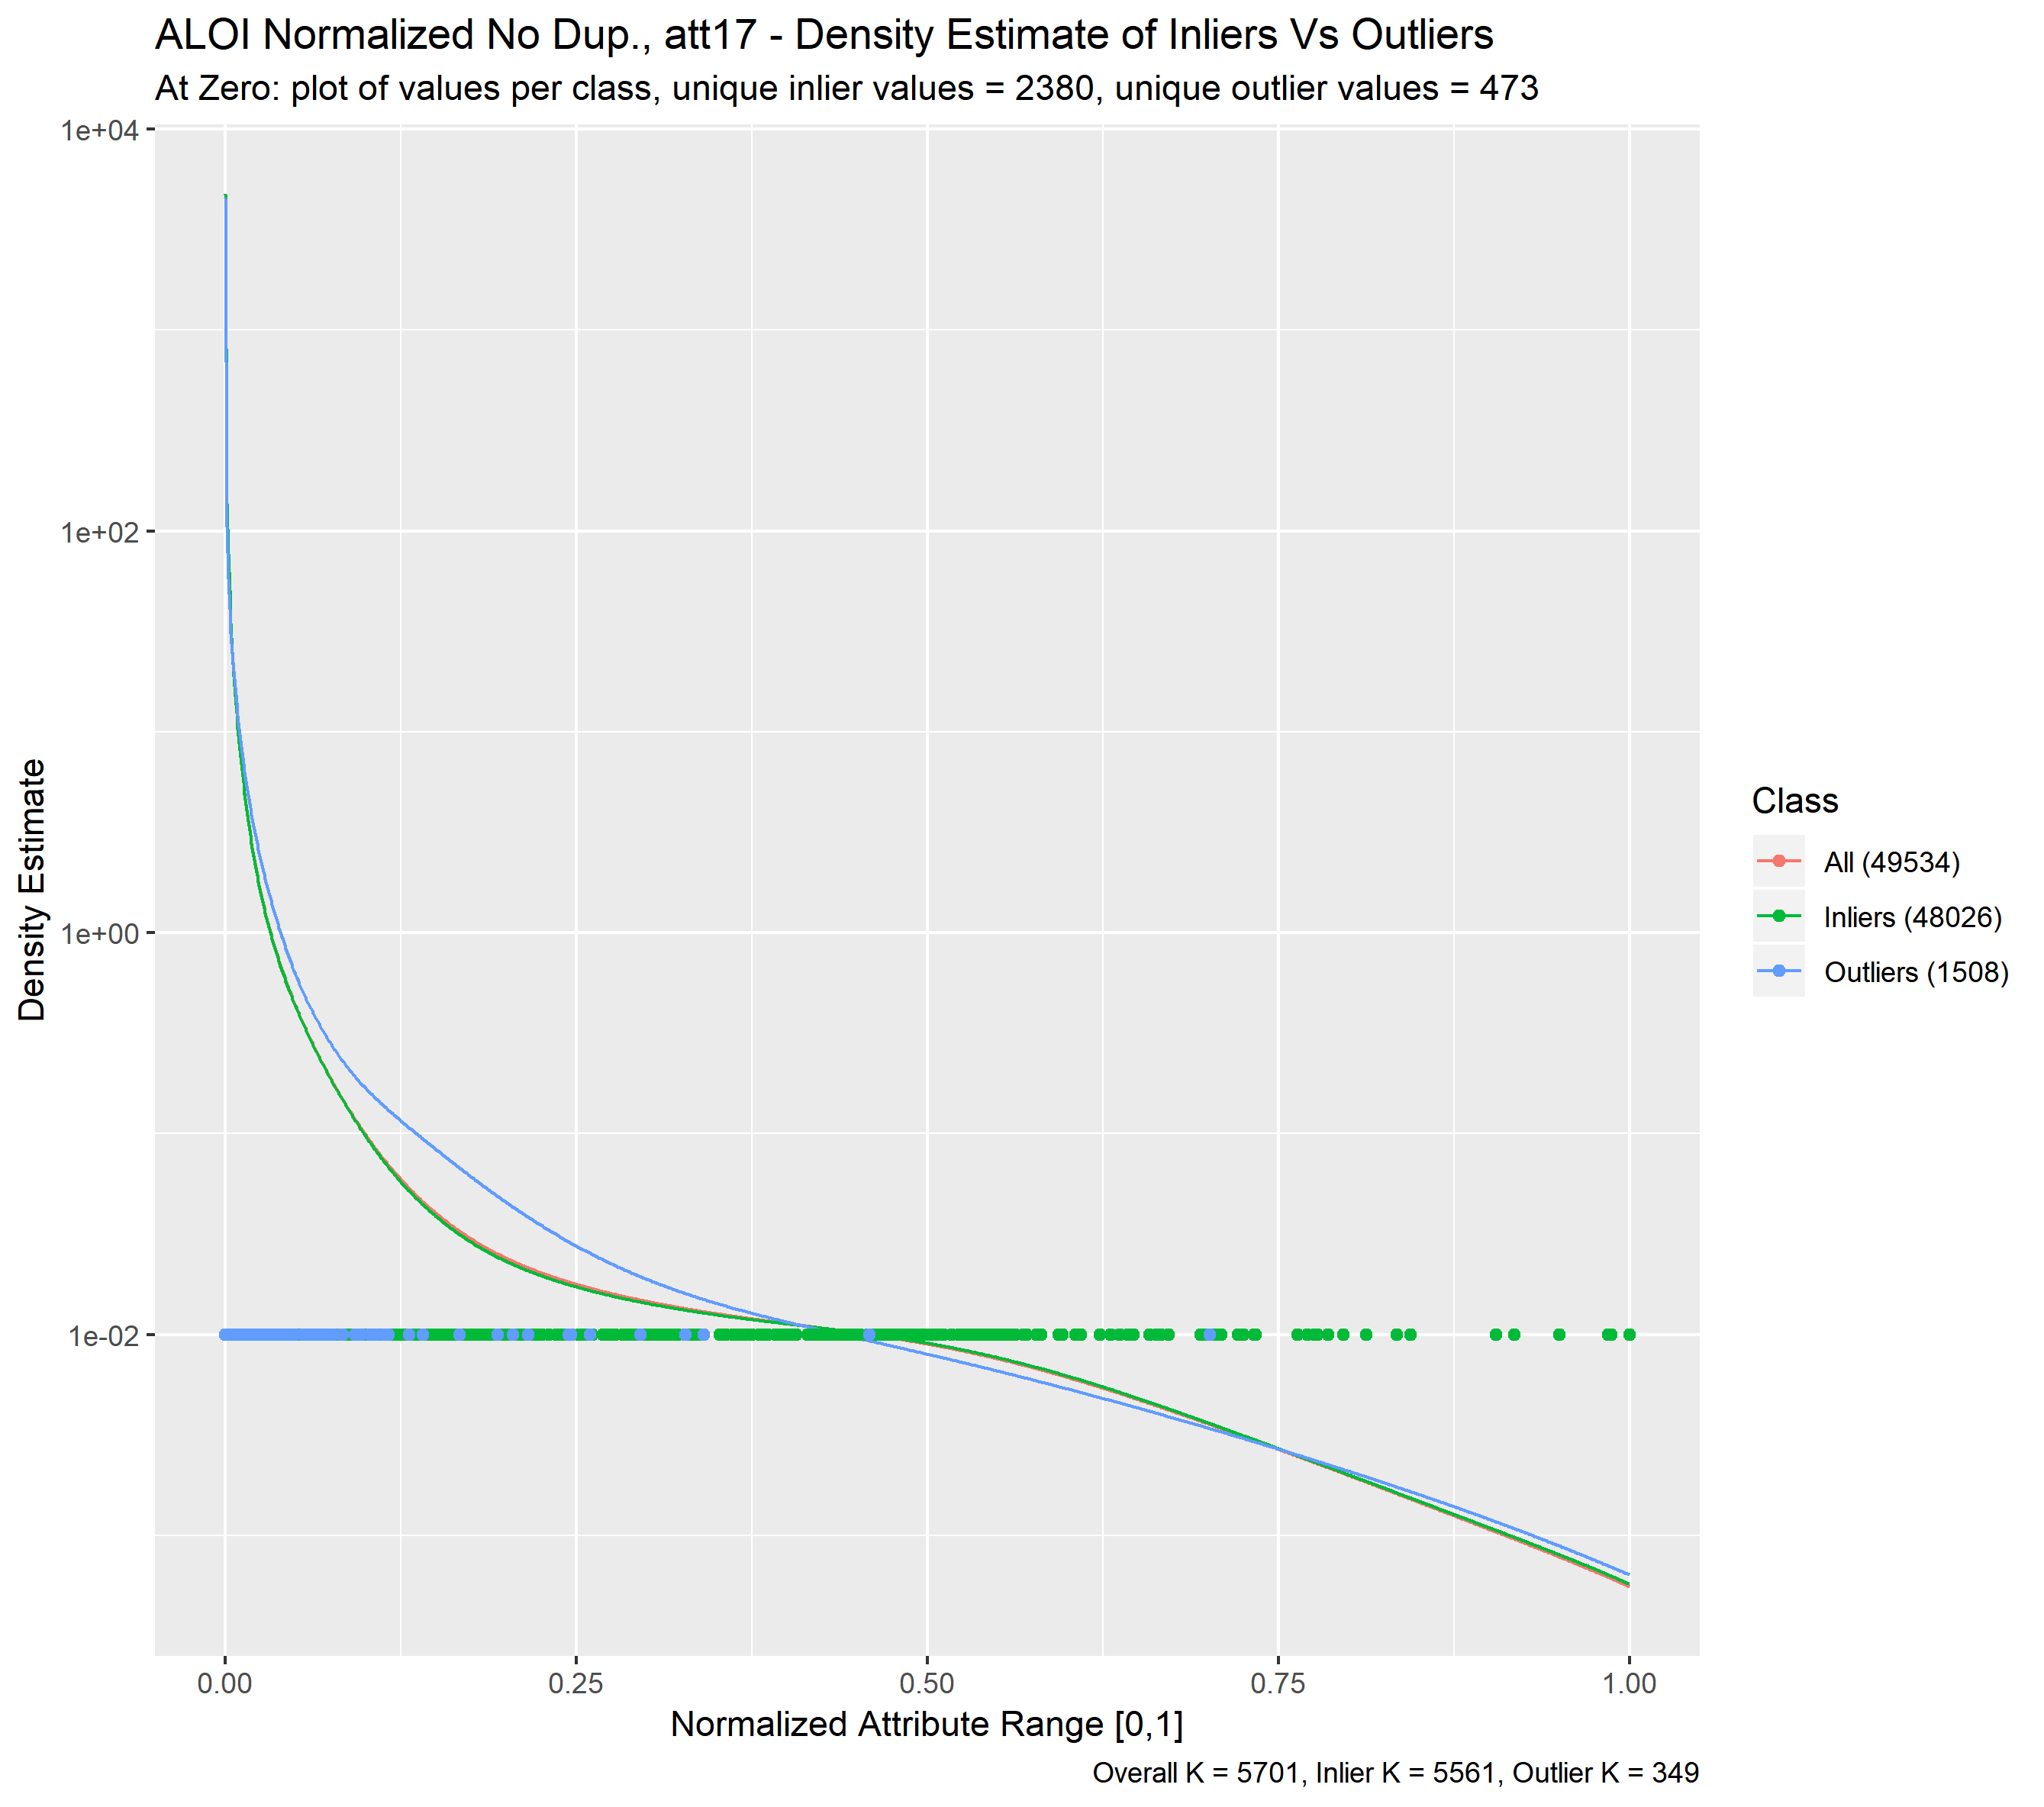 ALOI Normalized No Dup., att17 - Density Estimate of Inliers Vs Outliers
At Zero: plot of values per class, unique inlier values = 2380, unique outlier values = 473
1e+04
1e+02
1e+00
1e-02
Density Estimate
0.00 0.25 0.50 0.75 1.00
Normalized Attribute Range [0,1]
Overall K = 5701, Inlier K = 5561, Outlier K = 349
Class
All (49534)
Inliers (48026)
Outliers (1508)